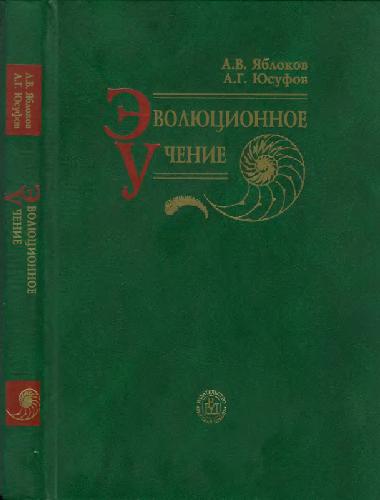 А.В. Яблоков
А.Г. Юсуфов
Эволюционное
Учение
А.В. Яблоков
А.Г. Юсуфов
Эволюционное
Учение